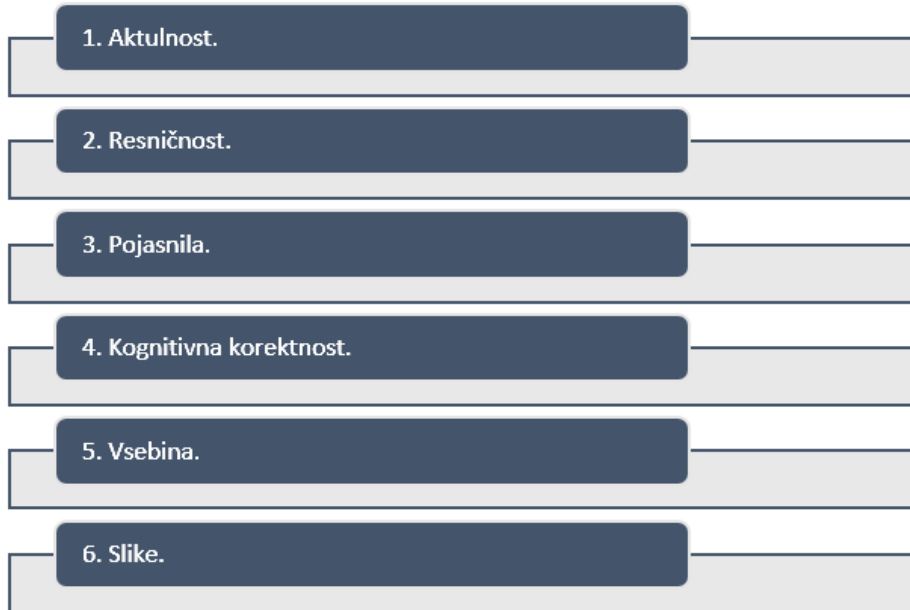 1. Aktulnost.
2. Resničnost.
3. Pojasnila.
4. Kognitivna korektnost.
5. Vsebina.
6. Slike.